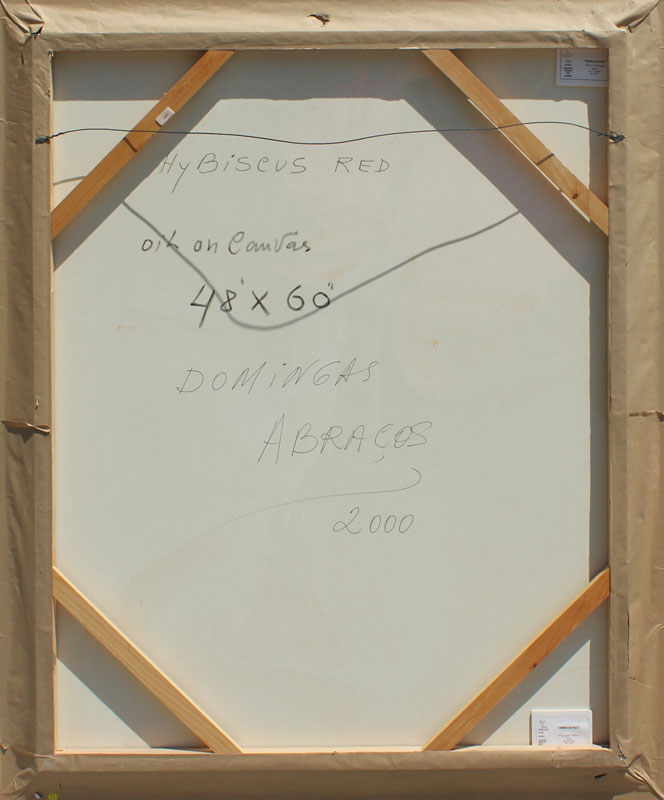 HyBiSCUS RED
oil on Canvas
48" X 60"
DOMINGAS
ABRAÇOS
2000